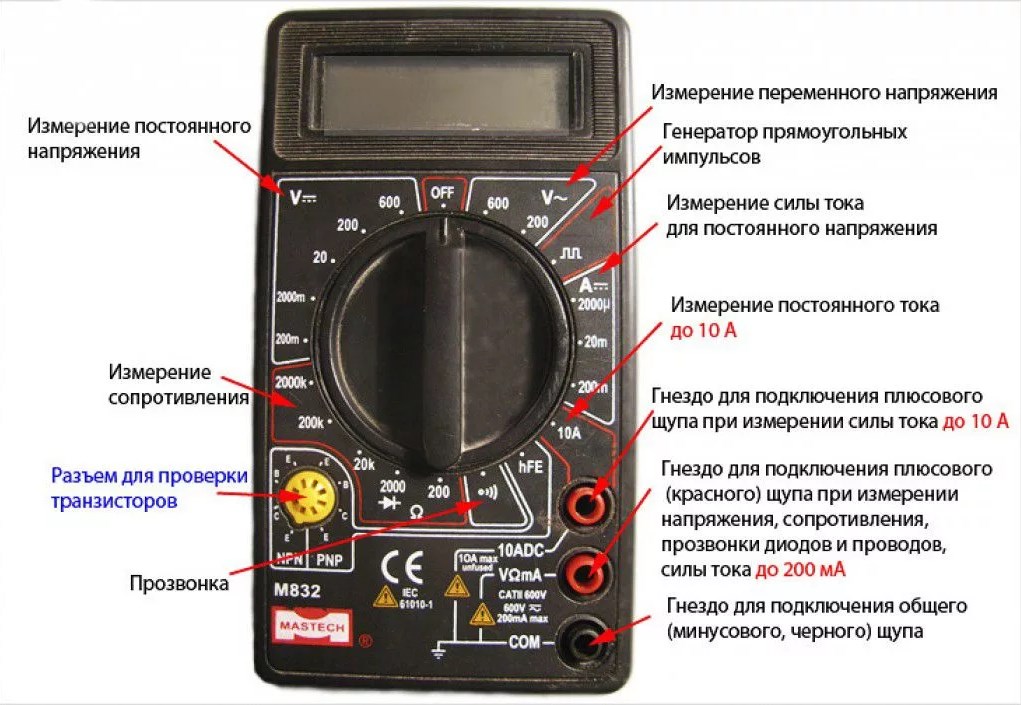 Измерение переменного напряжения
Генератор прямоугольных
импульсов
Измерение постоянного
напряжения
Измерение силы тока
для постоянного напряжения
Измерение постоянного тока
до 10 А
Измерение
сопротивления
Гнездо для подключения плюсового
щупа при измерении силы тока до 10 А
Разъем для проверки
транзисторов
Гнездо для подключения плюсового
(красного) щупа при измерении
напряжения, сопротивления,
прозвонки диодов и проводов,
силы тока до 200 мА
Прозвонка
Гнездо для подключения общего
(минусового, черного) щупа
V⎓
600
OFF
600
V~
200
200
20
A⎓
2000m
2000µ
200m
20m
2000k
200m
200k
10A
20k
2000
200
hFE
Ω
E
E
B
B
C
C
E
E
NPN
PNP
CE
IEC
61010-1
10A max
unfused
10ADC
VΩmA
CATII 600V
600V ⎓
200mA max
COM
M832
MASTECH
®